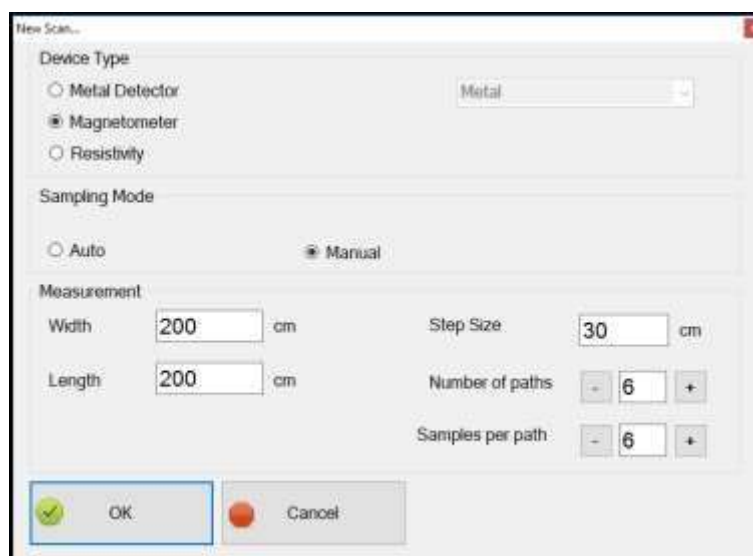 New Scan...
Device Type
Metal Detector
Metal
Magnetometer
Resistivity
Sampling Mode
Auto
Manual
Measurement
Width 200 cm
Step Size 30 cm
Length 200 cm
Number of paths - 6 +
Samples per path - 6 +
OK
Cancel